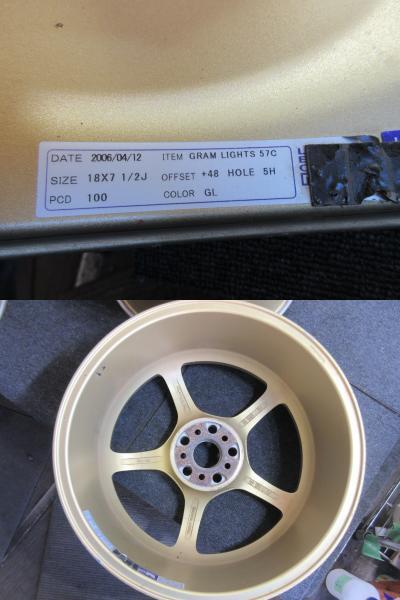 DATE 2006/04/12 ITEM GRAM LIGHTS 57C
SIZE 18X7 1/2J OFFSET +48 HOLE 5H
PCD 100 COLOR GL